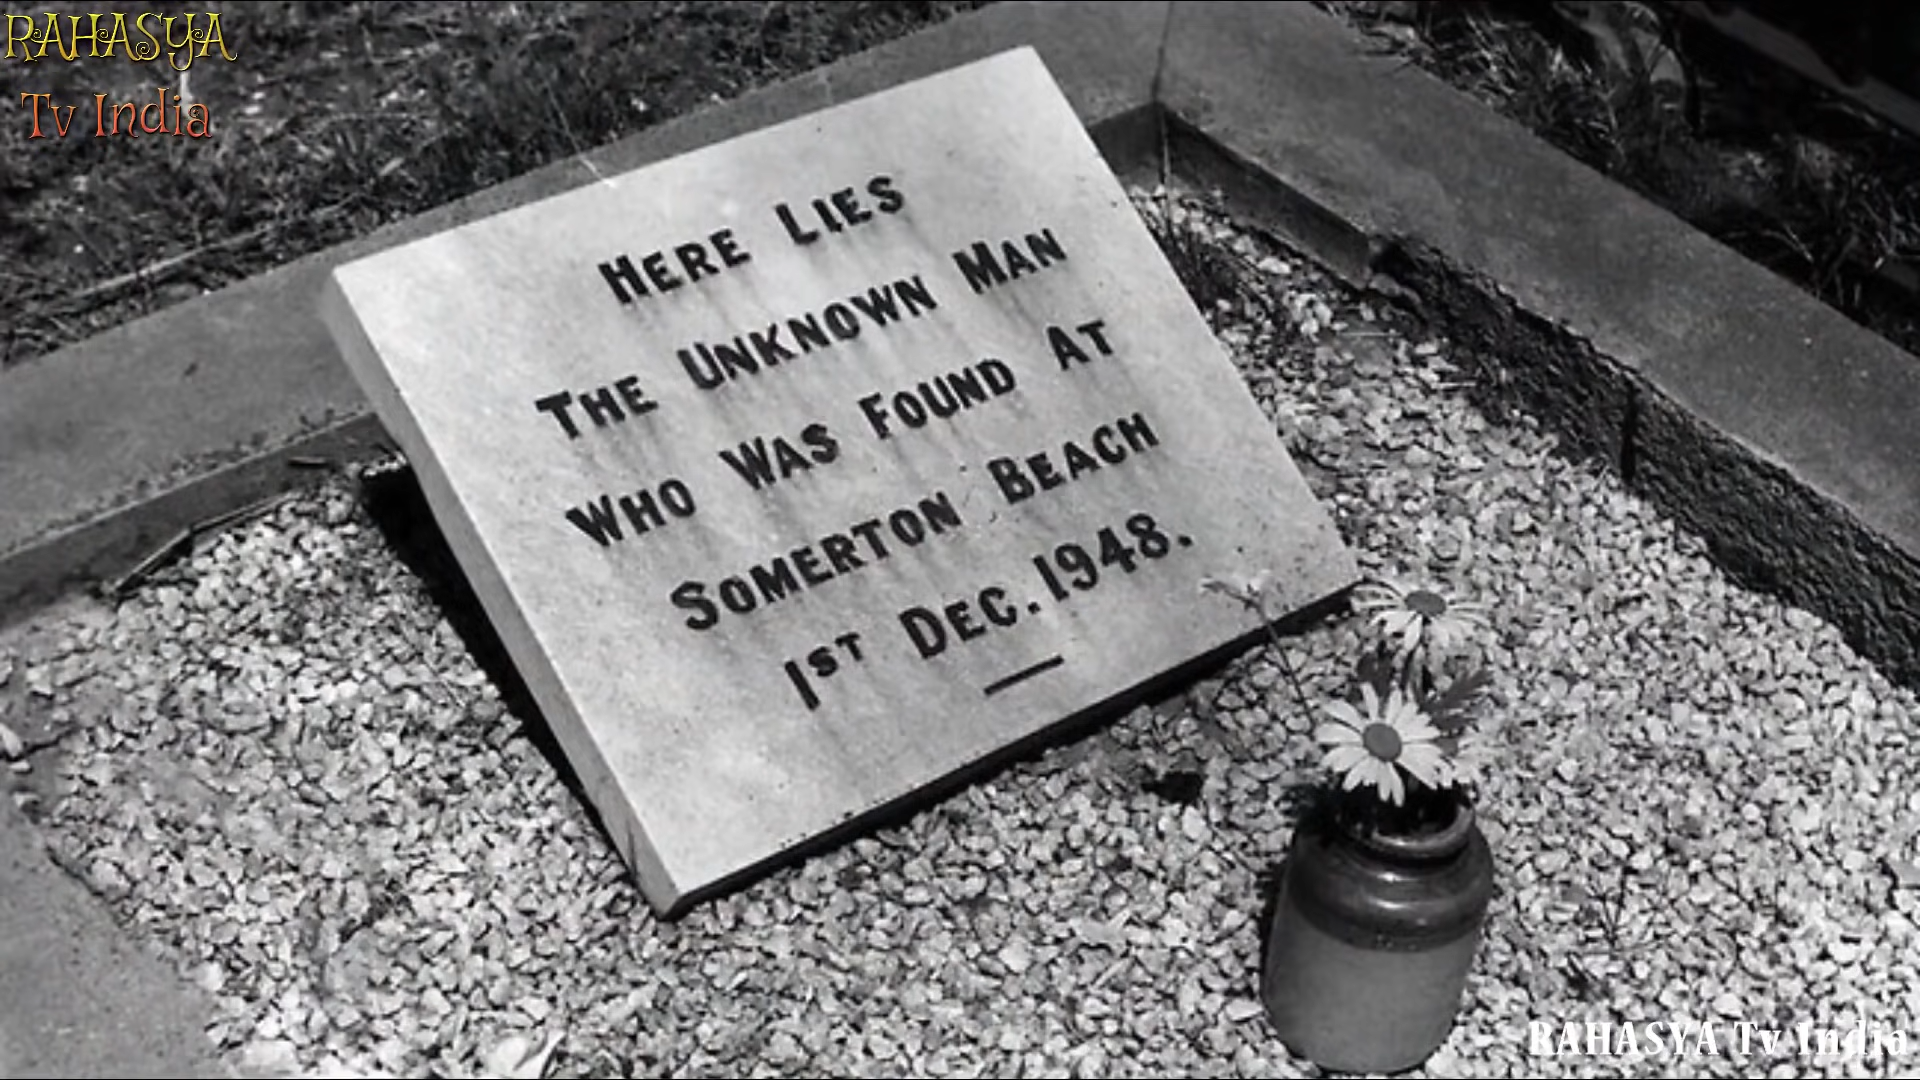 RAHASYA
Tv India
HERE LIES
THE UNKNOWN MAN
WHO WAS FOUND AT
SOMERTON BEACH
1ST DEC. 1948.
RAHASYA Tv India